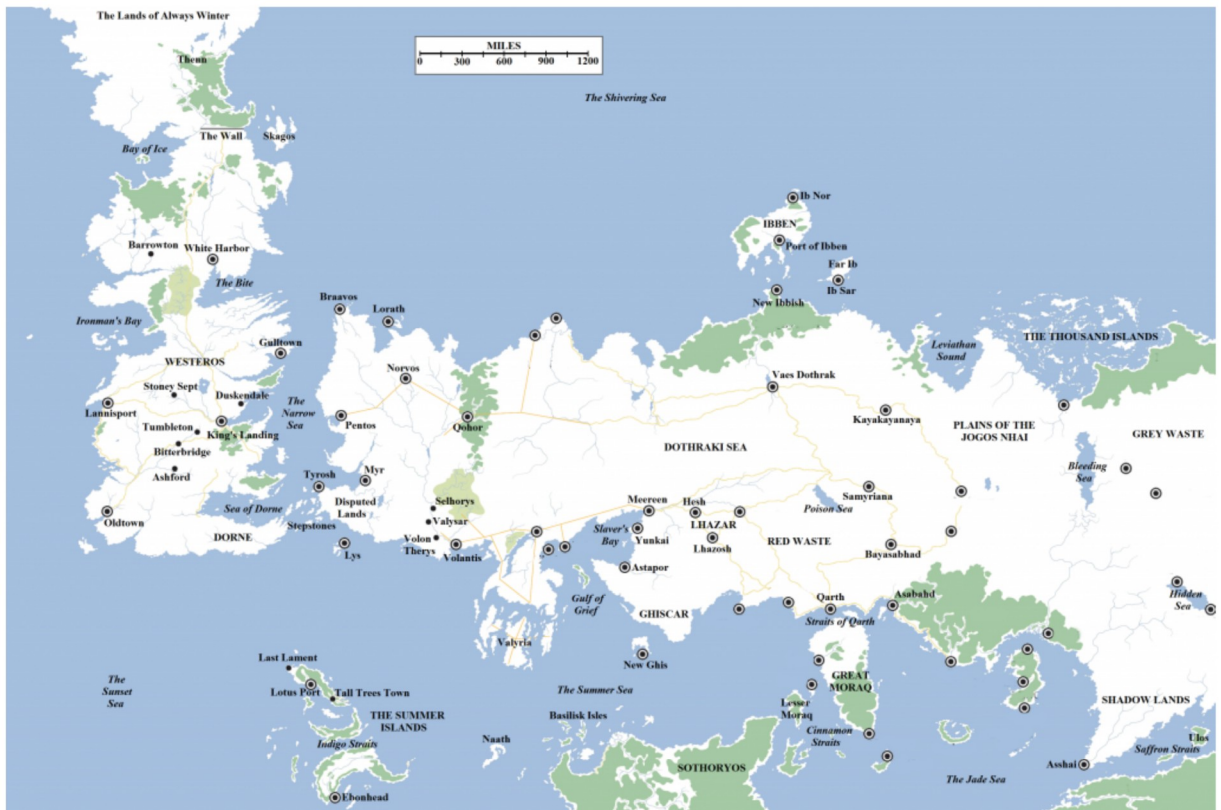 The Lands of Always Winter
MILES
0 300 600 900 1200
Thenn
The Shivering Sea
The Wall
Skagos
Bay of Ice
Ib Nor
IBBEN
Barrowton
White Harbor
Port of Ibben
Far Ib
The Bite
Ib Sar
Braavos
New Ibbish
Lorath
Ironman's Bay
Gulltown
Leviathan
Sound
THE THOUSAND ISLANDS
WESTEROS
Norvos
Vaes Dothrak
Stoney Sept
Duskendale
The
Narrow
Sea
Lannisport
Pentos
Qohor
Kayakayanaya
Tumbleton
King's Landing
PLAINS OF THE
JOGOS NHAI
GREY WASTE
Bitterbridge
DOTHRAKI SEA
Ashford
Tyrosh
Myr
Bleeding
Sea
Disputed
Lands
Selhorys
Meereen
Hesh
Samyriana
Sea of Dorne
Poison Sea
Oldtown
Stepstones
Valysar
Slaver's
Bay
LHAZAR
DORNE
Yunkai
Lhazosh
RED WASTE
Lys
Volon
Therys
Volantis
Bayasabhad
Astapor
Gulf of
Grief
GHISCAR
Qarth
Asabahd
Straits of Qarth
Hidden
Sea
Valyria
Last Lament
New Ghis
Lotus Port
Tall Trees Town
The
Sunset
Sea
The Summer Sea
GREAT
MORAQ
Lesser
Moraq
SHADOW LANDS
THE SUMMER
ISLANDS
Basilisk Isles
Cinnamon
Straits
Indigo Straits
Naath
Ulos
Saffron Straits
SOTHORYOS
Asshai
The Jade Sea
Ebonhead